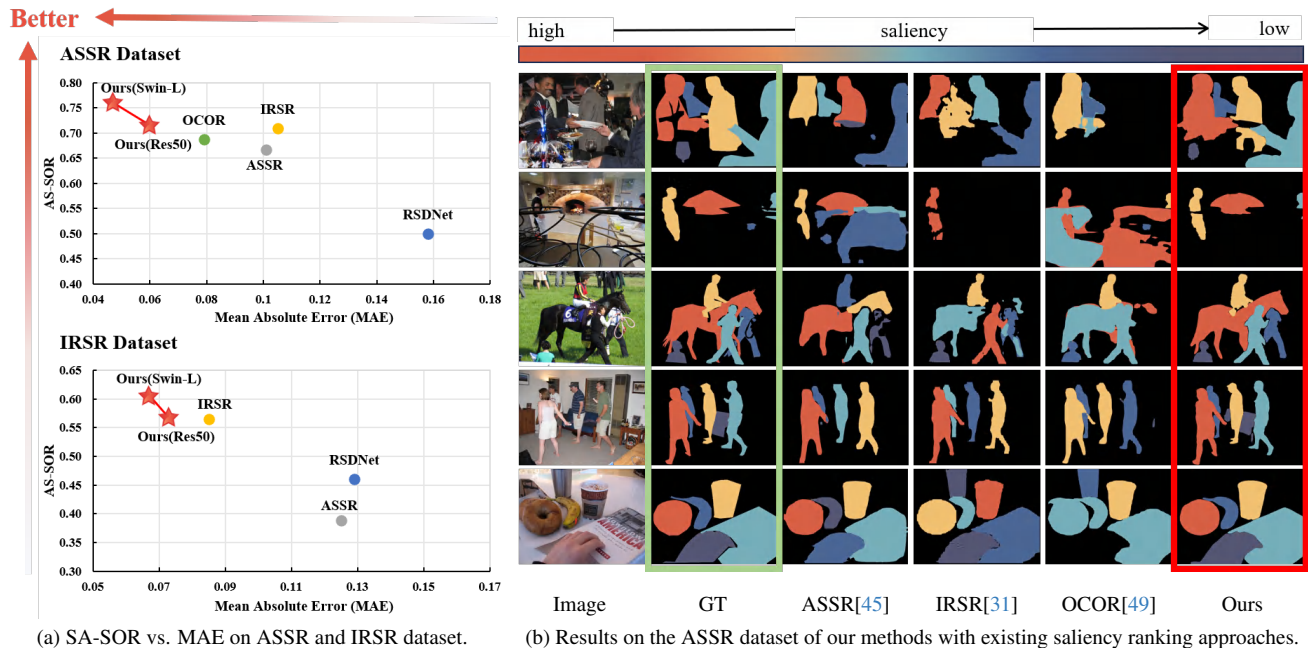 Better
ASSR Dataset
AS-SOR
0.80
0.75
0.70
0.65
0.60
0.55
0.50
0.45
0.40
Ours(Swin-L)
Ours(Res50)
OCOR
IRSR
ASSR
RSDNet
0.04 0.06 0.08 0.1 0.12 0.14 0.16 0.18
Mean Absolute Error (MAE)
IRSR Dataset
AS-SOR
0.65
0.60
0.55
0.50
0.45
0.40
0.35
0.30
Ours(Swin-L)
IRSR
Ours(Res50)
RSDNet
ASSR
0.05 0.07 0.09 0.11 0.13 0.15 0.17
Mean Absolute Error (MAE)
(a) SA-SOR vs. MAE on ASSR and IRSR dataset.
high saliency low
6
AMERICA
Image GT ASSR[45] IRSR[31] OCOR[49] Ours
(b) Results on the ASSR dataset of our methods with existing saliency ranking approaches.